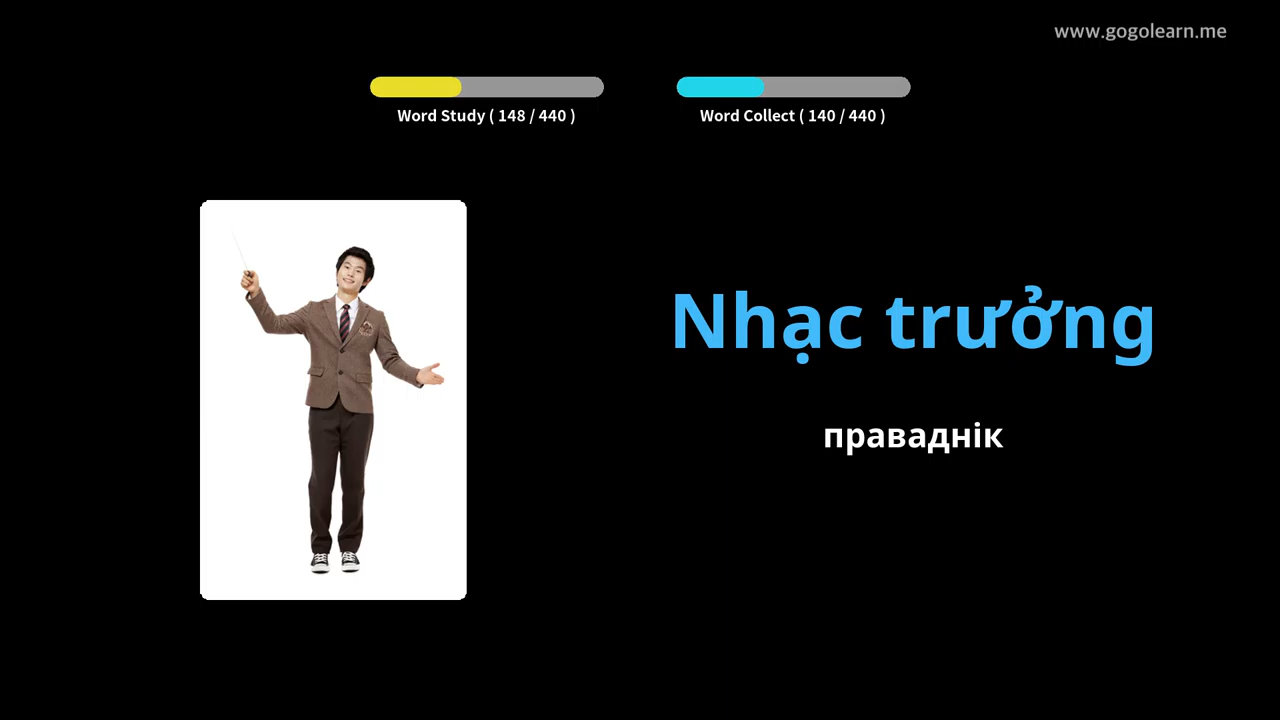 www.gogolearn.me
Word Study ( 148 / 440 )
Word Collect ( 140 / 440 )
Nhạc trưởng
праваднік